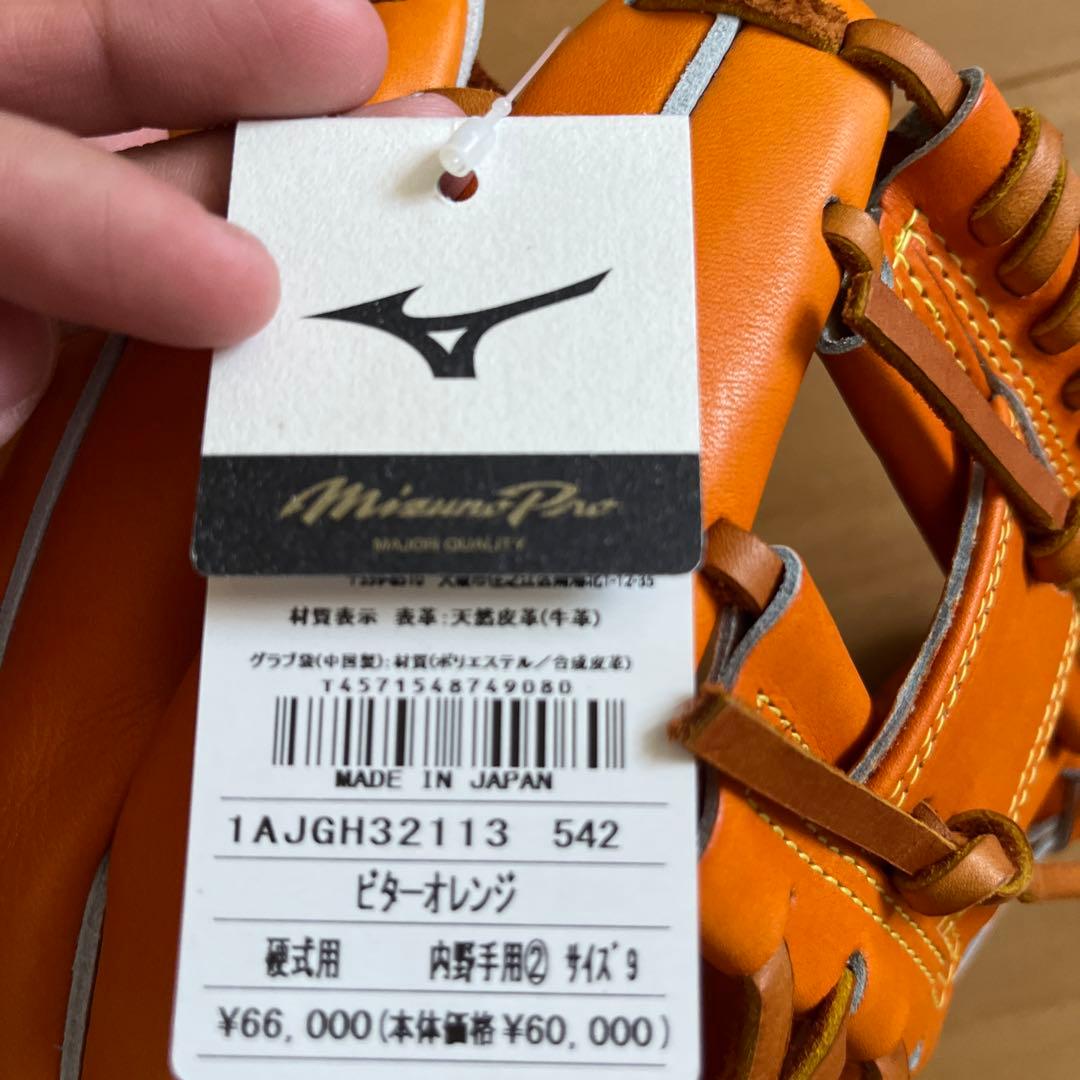 Mizuno Pro
MAJOR QUALITY
材質表示 表革:天然皮革(牛革)
グラブ袋(中国製):材質(ポリエステル/合成皮革)
T4571548749080
MADE IN JAPAN
1AJGH32113 542
ビターオレンジ
硬式用 内野手用② サイズ9
¥66,000(本体価格¥60,000)